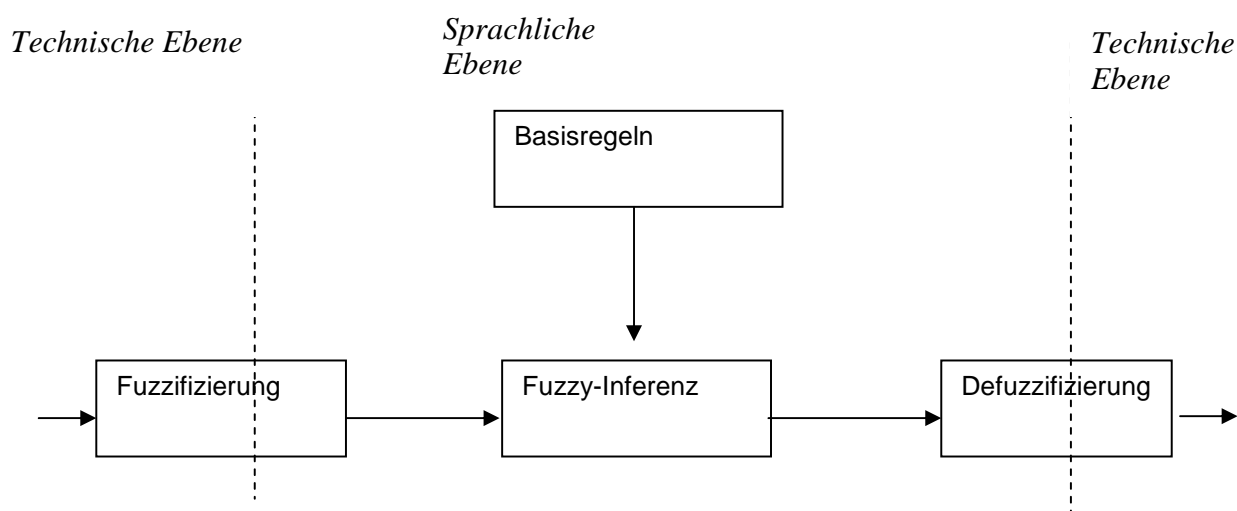 Technische Ebene
Sprachliche
Ebene
Technische
Ebene
Basisregeln
Fuzzifizierung
Fuzzy-Inferenz
Defuzzifizierung